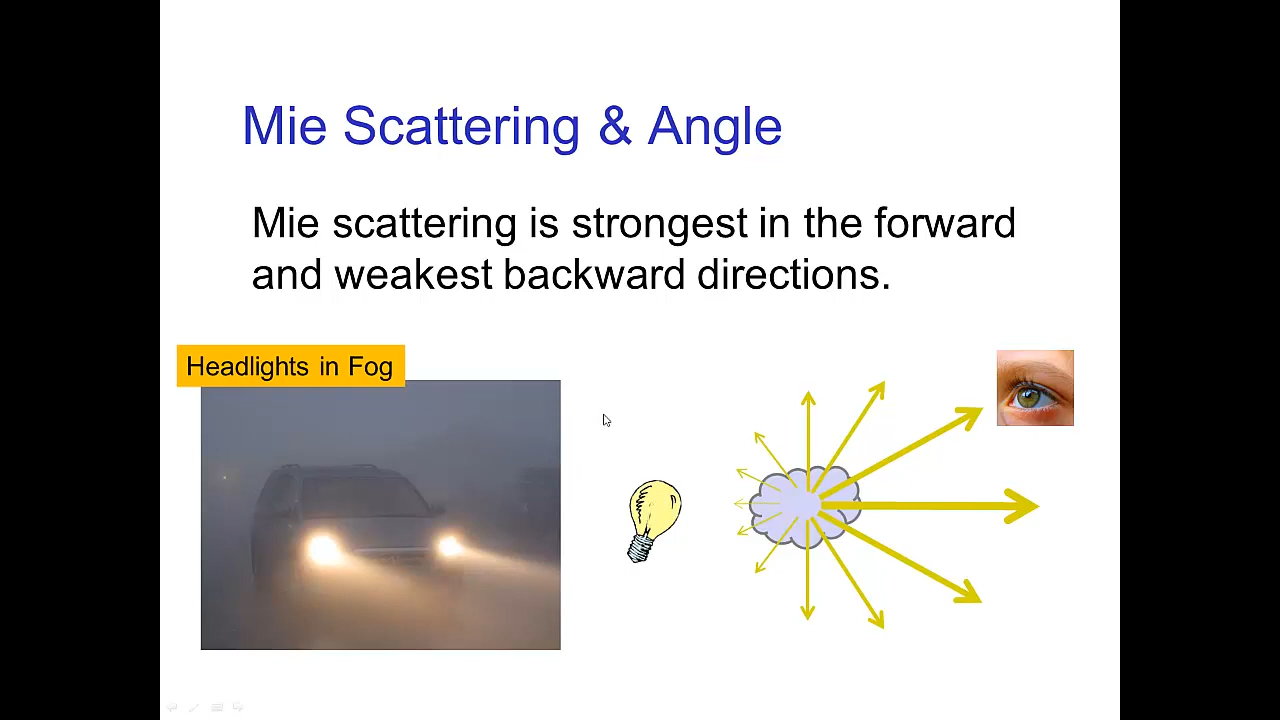 Mie Scattering & Angle
Mie scattering is strongest in the forward
and weakest backward directions.
Headlights in Fog